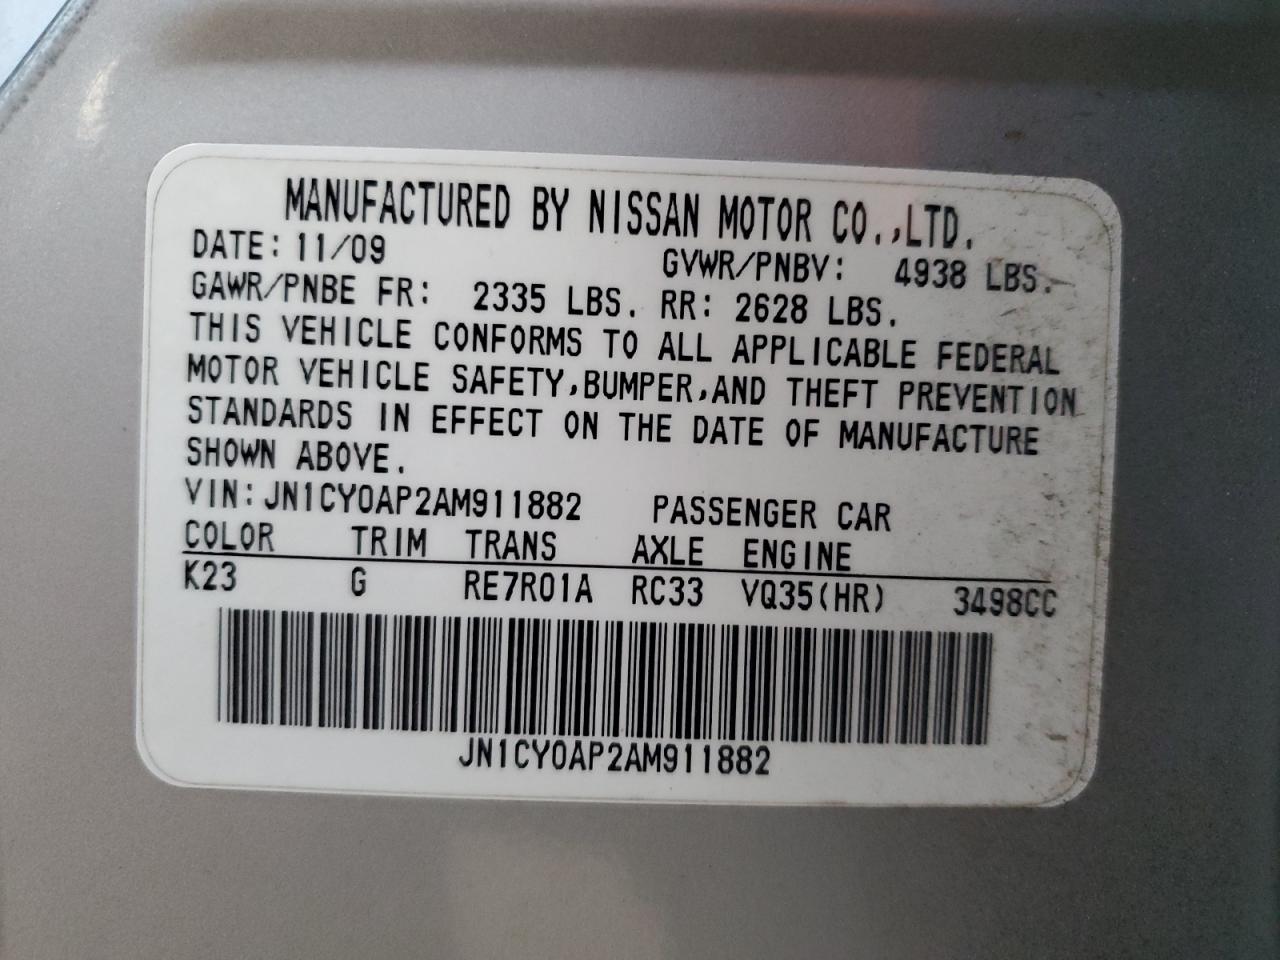 MANUFACTURED BY NISSAN MOTOR CO.,LTD.
DATE: 11/09 GVWR/PNBV: 4938 LBS.
GAWR/PNBE FR: 2335 LBS. RR: 2628 LBS.
THIS VEHICLE CONFORMS TO ALL APPLICABLE FEDERAL
MOTOR VEHICLE SAFETY,BUMPER,AND THEFT PREVENTION
STANDARDS IN EFFECT ON THE DATE OF MANUFACTURE
SHOWN ABOVE.
VIN:JN1CY0AP2AM911882 PASSENGER CAR
COLOR TRIM TRANS AXLE ENGINE
K23 G RE7R01A RC33 VQ35(HR) 3498CC
JN1CY0AP2AM911882